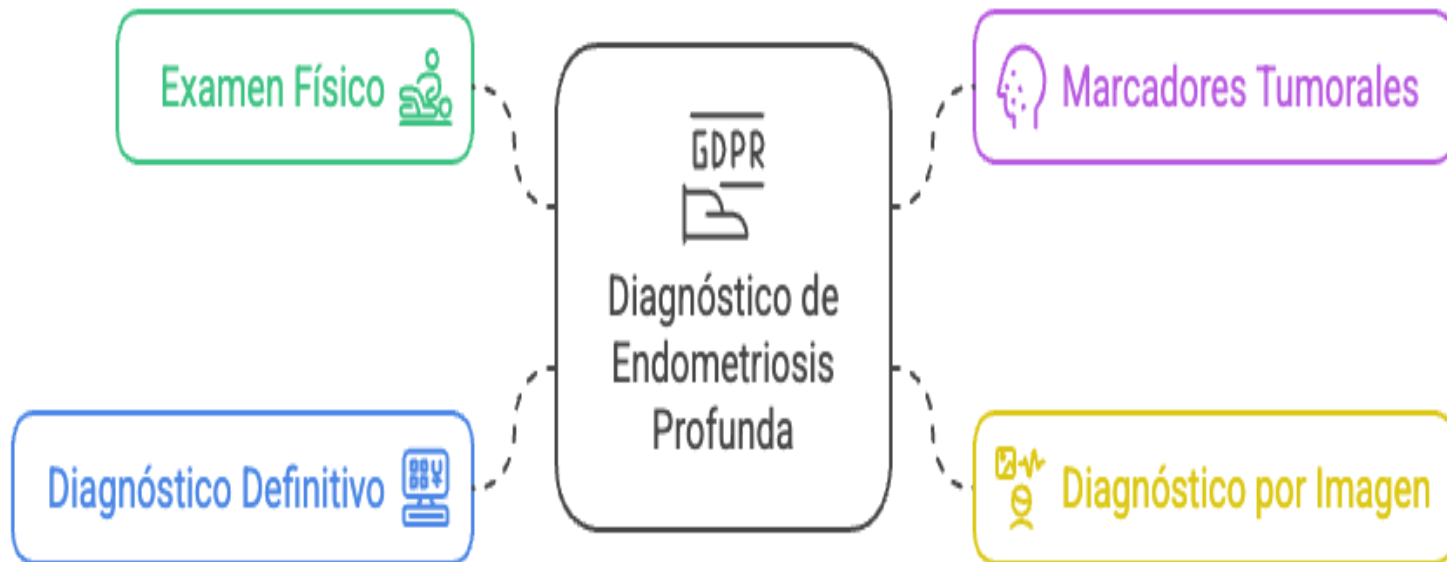 Examen Físico
Marcadores Tumorales
GDPR
Diagnóstico de
Endometriosis
Profunda
Diagnóstico Definitivo
Diagnóstico por Imagen